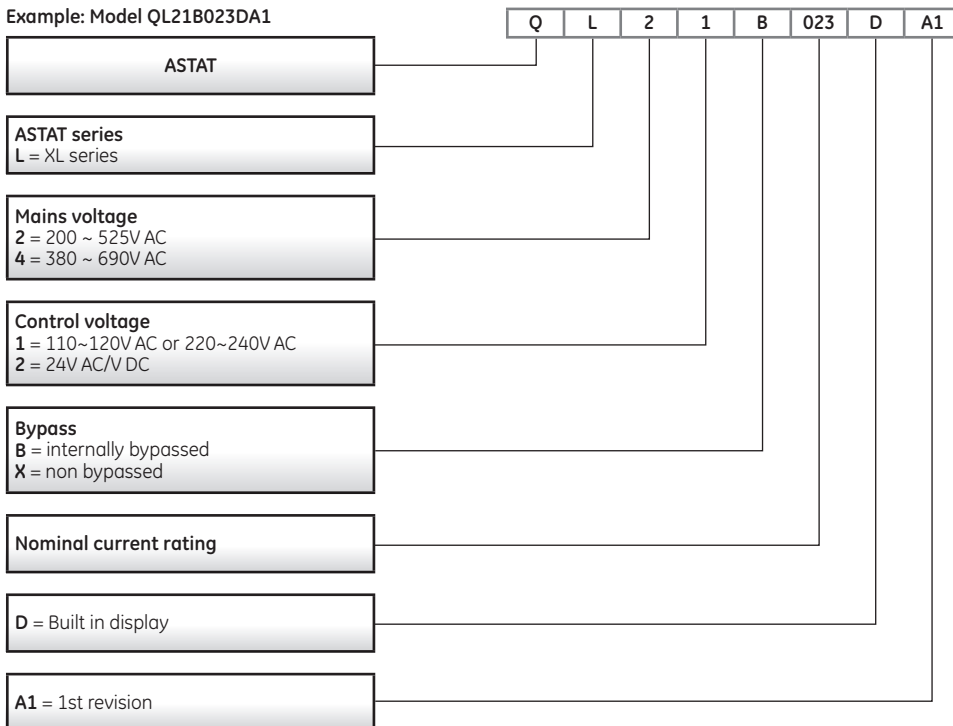 Example: Model QL21B023DA1
Q L 2 1 B 023 D A1
ASTAT
ASTAT series
L = XL series
Mains voltage
2 = 200 ~ 525V AC
4 = 380 ~ 690V AC
Control voltage
1 = 110~120V AC or 220~240V AC
2 = 24V AC/V DC
Bypass
B = internally bypassed
X = non bypassed
Nominal current rating
D = Built in display
A1 = 1st revision